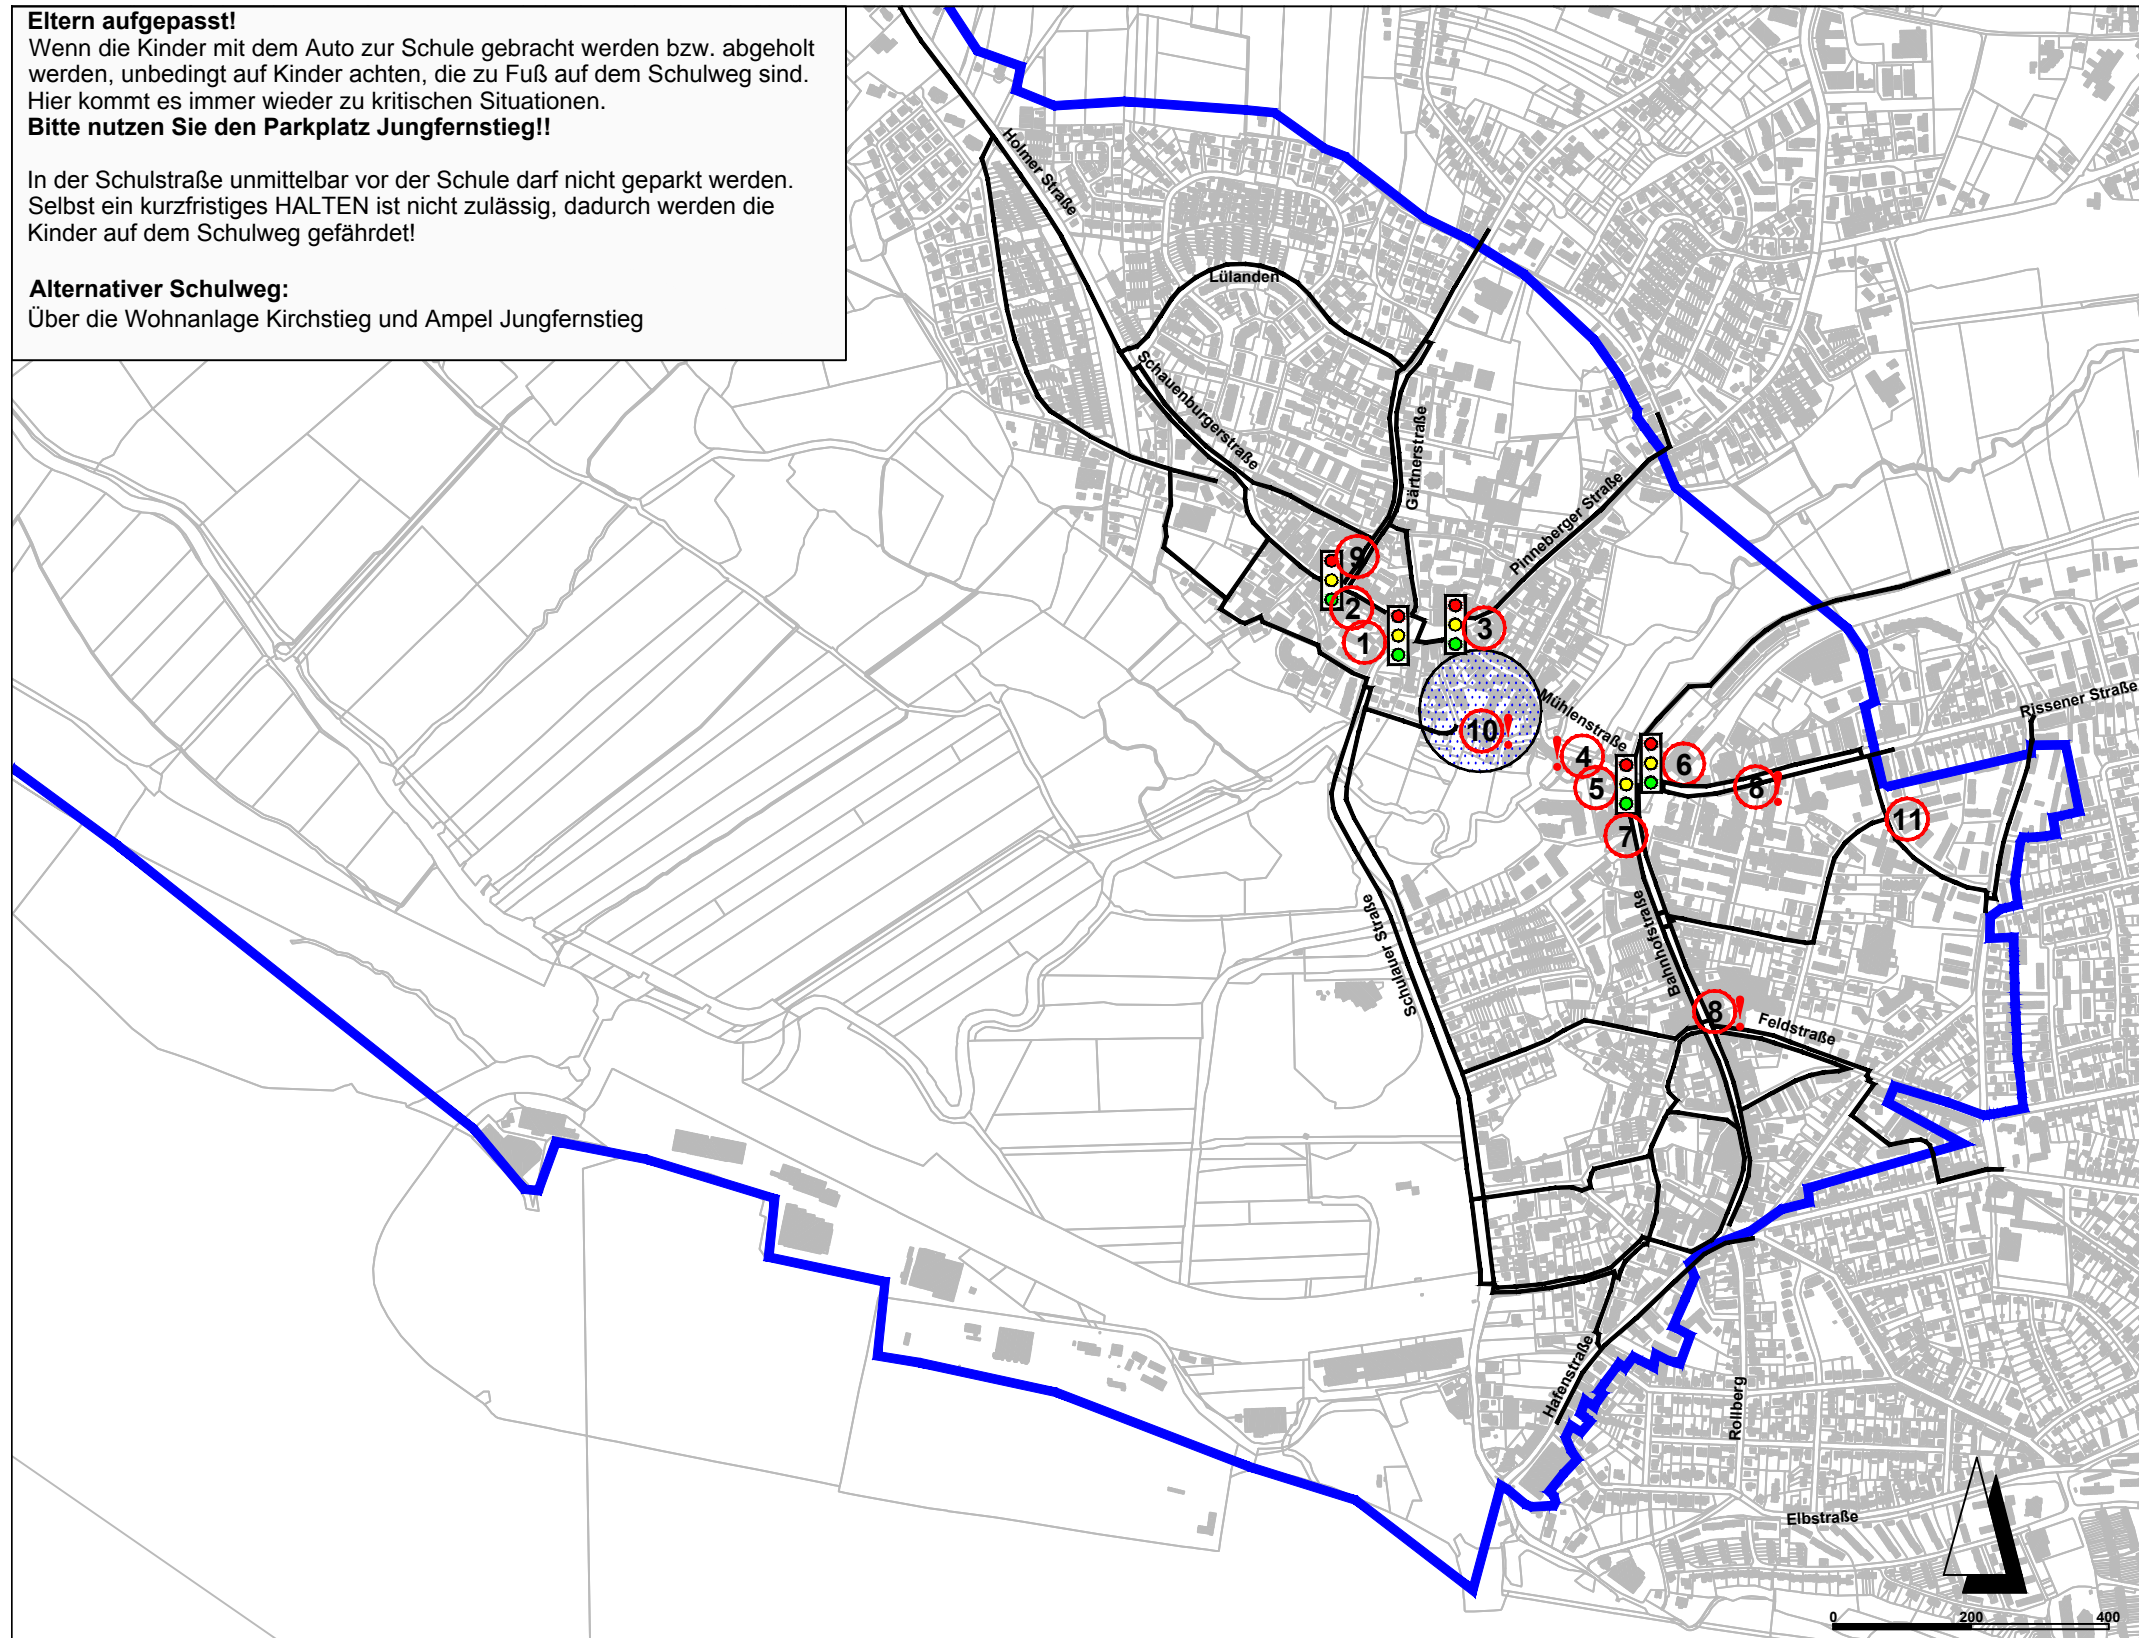 Eltern aufgepasst!
Wenn die Kinder mit dem Auto zur Schule gebracht werden bzw. abgeholt
werden, unbedingt auf Kinder achten, die zu Fuß auf dem Schulweg sind.
Hier kommt es immer wieder zu kritischen Situationen.
Bitte nutzen Sie den Parkplatz Jungfernstieg!!
In der Schulstraße unmittelbar vor der Schule darf nicht geparkt werden.
Selbst ein kurzfristiges HALTEN ist nicht zulässig, dadurch werden die
Kinder auf dem Schulweg gefährdet!
Alternativer Schulweg:
Über die Wohnanlage Kirchstieg und Ampel Jungfernstieg
Holmer Straße
Lülanden
Schauenburgerstraße
Gärtnerstraße
Pinneberger Straße
9
2
1
3
Mühlenstraße
Rissener Straße
10 !
! 4
5
6
8 !
7
11
Schulauer Straße
Bahnhofstraße
8 !
Feldstraße
Hafenstraße
Rollberg
Elbstraße
0 200 400